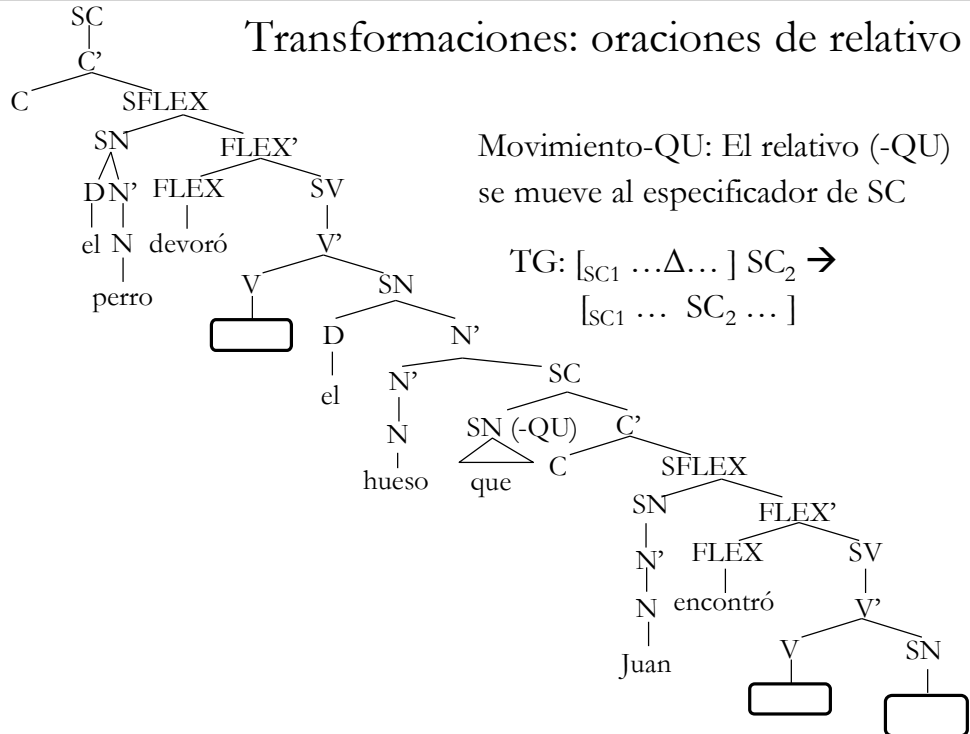 Transformaciones: oraciones de relativo
SC
C'
C SFLEX
SN FLEX'
D N' FLEX SV
el N devoró V'
perro
V SN
D N'
el
N' SC
N SN (-QU) C'
hueso que C SFLEX
SN FLEX'
N' FLEX SV
N encontró V'
Juan V SN
Movimiento-QU: El relativo (-QU)
se mueve al especificador de SC
TG: [SC1 …Δ… ] SC2 →
[SC1 … SC2 … ]